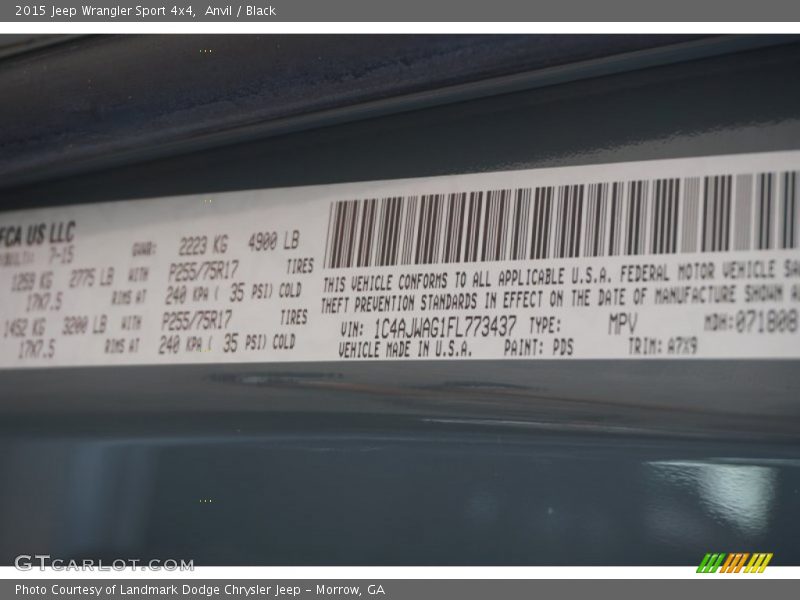 2015 Jeep Wrangler Sport 4x4, Anvil / Black
FCA US LLC
7-15
GVWR: 2223 KG 4900 LB
1259 KG 2775 LB WITH P255/75R17 TIRES
17X7.5 RIMS AT 240 KPA ( 35 PSI) COLD
1452 KG 3200 LB WITH P255/75R17 TIRES
17X7.5 RIMS AT 240 KPA ( 35 PSI) COLD
THIS VEHICLE CONFORMS TO ALL APPLICABLE U.S.A. FEDERAL MOTOR VEHICLE SA
THEFT PREVENTION STANDARDS IN EFFECT ON THE DATE OF MANUFACTURE SHOWN A
VIN: 1C4AJWAG1FL773437 TYPE: MPV MDH:071808
VEHICLE MADE IN U.S.A. PAINT: PDS TRIM: A7X9
GTCARLOT.COM
Photo Courtesy of Landmark Dodge Chrysler Jeep – Morrow, GA